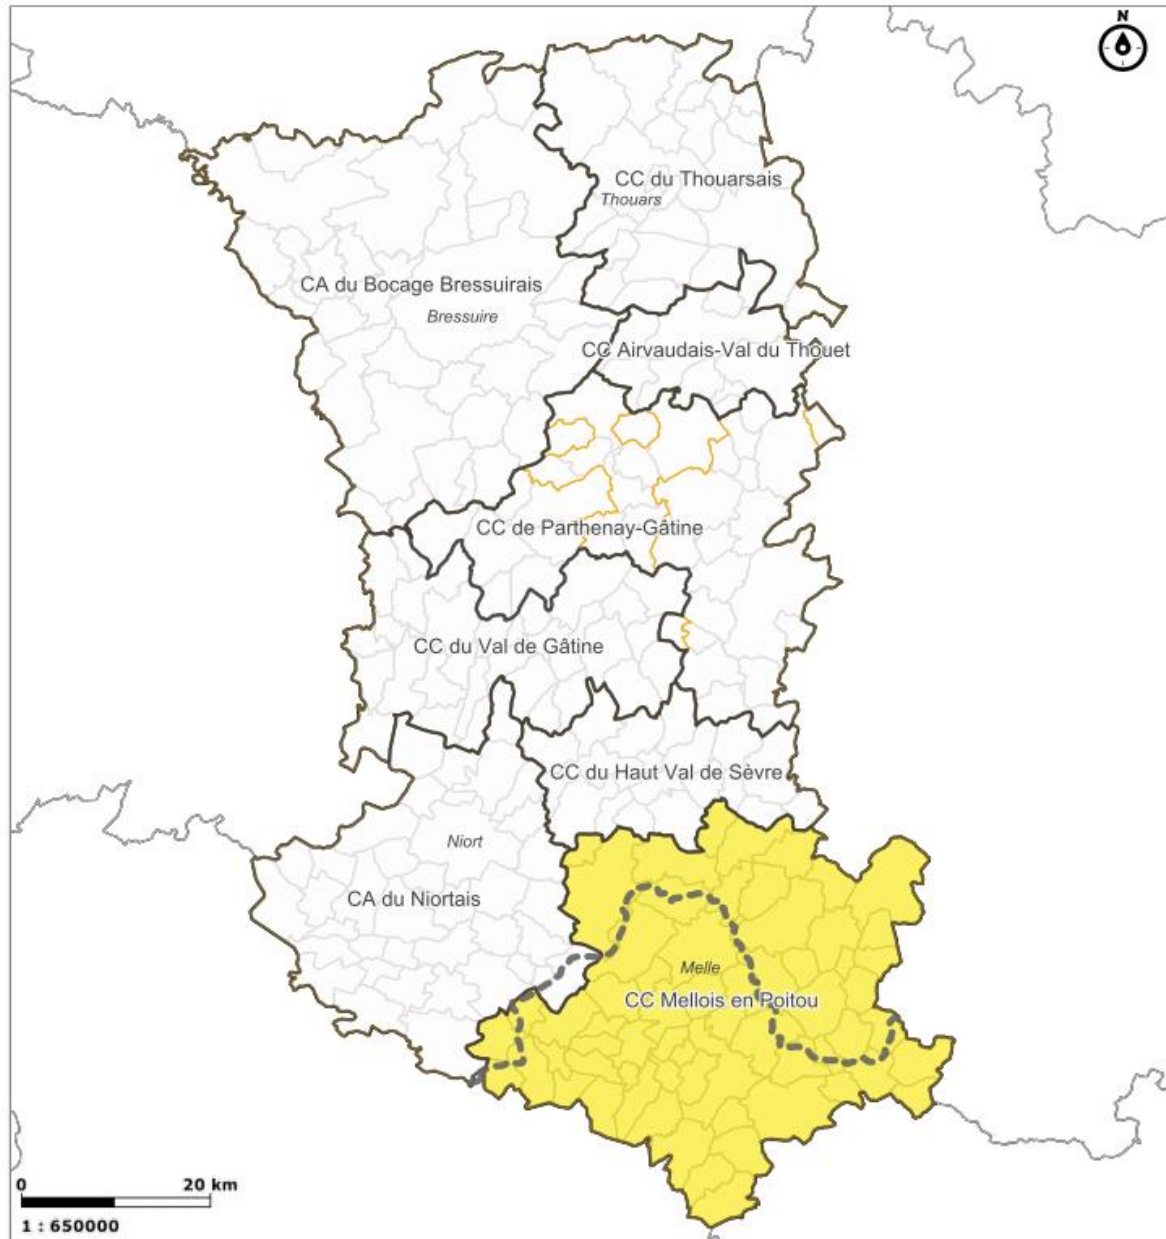 N
CC du Thouarsais
Thouars
CA du Bocage Bressuirais
Bressuire
CC Airvaudais-Val du Thouet
CC de Parthenay-Gâtine
CC du Val de Gâtine
CC du Haut Val de Sèvre
Niort
CA du Niortais
Melle
CC Mellois en Poitou
0 20 km
1 : 650000